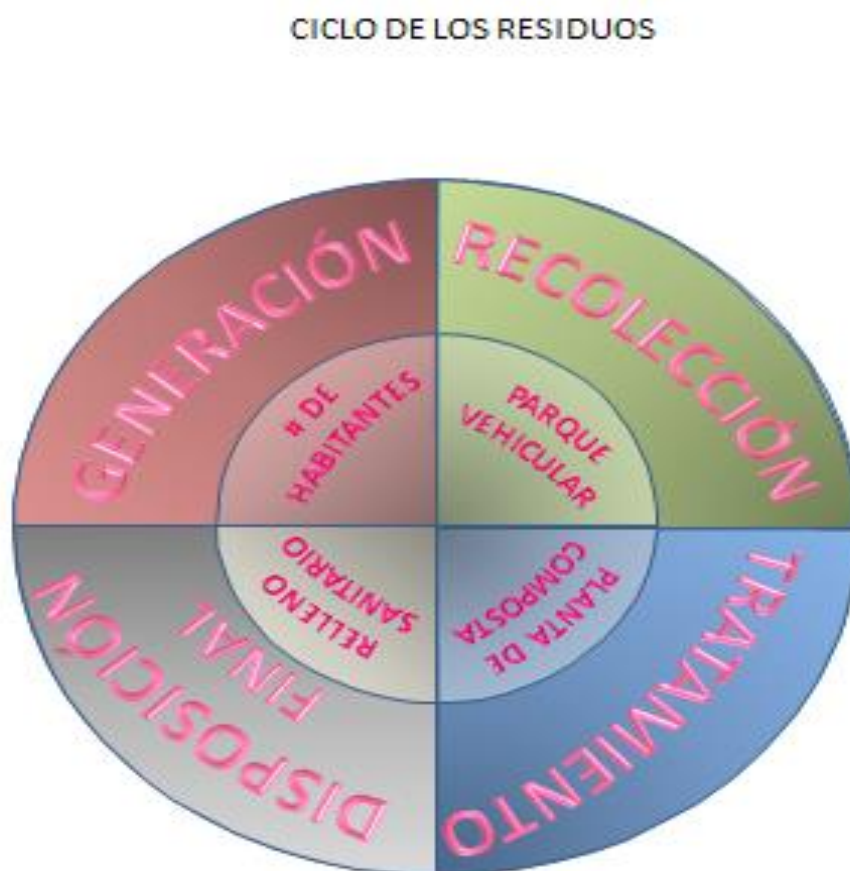 CICLO DE LOS RESIDUOS
GENERACIÓN
# DE
HABITANTES
RECOLECCIÓN
PARQUE
VEHICULAR
TRATAMIENTO
PLANTA DE
COMPOSTA
DISPOSICIÓN
FINAL
RELLENO
SANITARIO